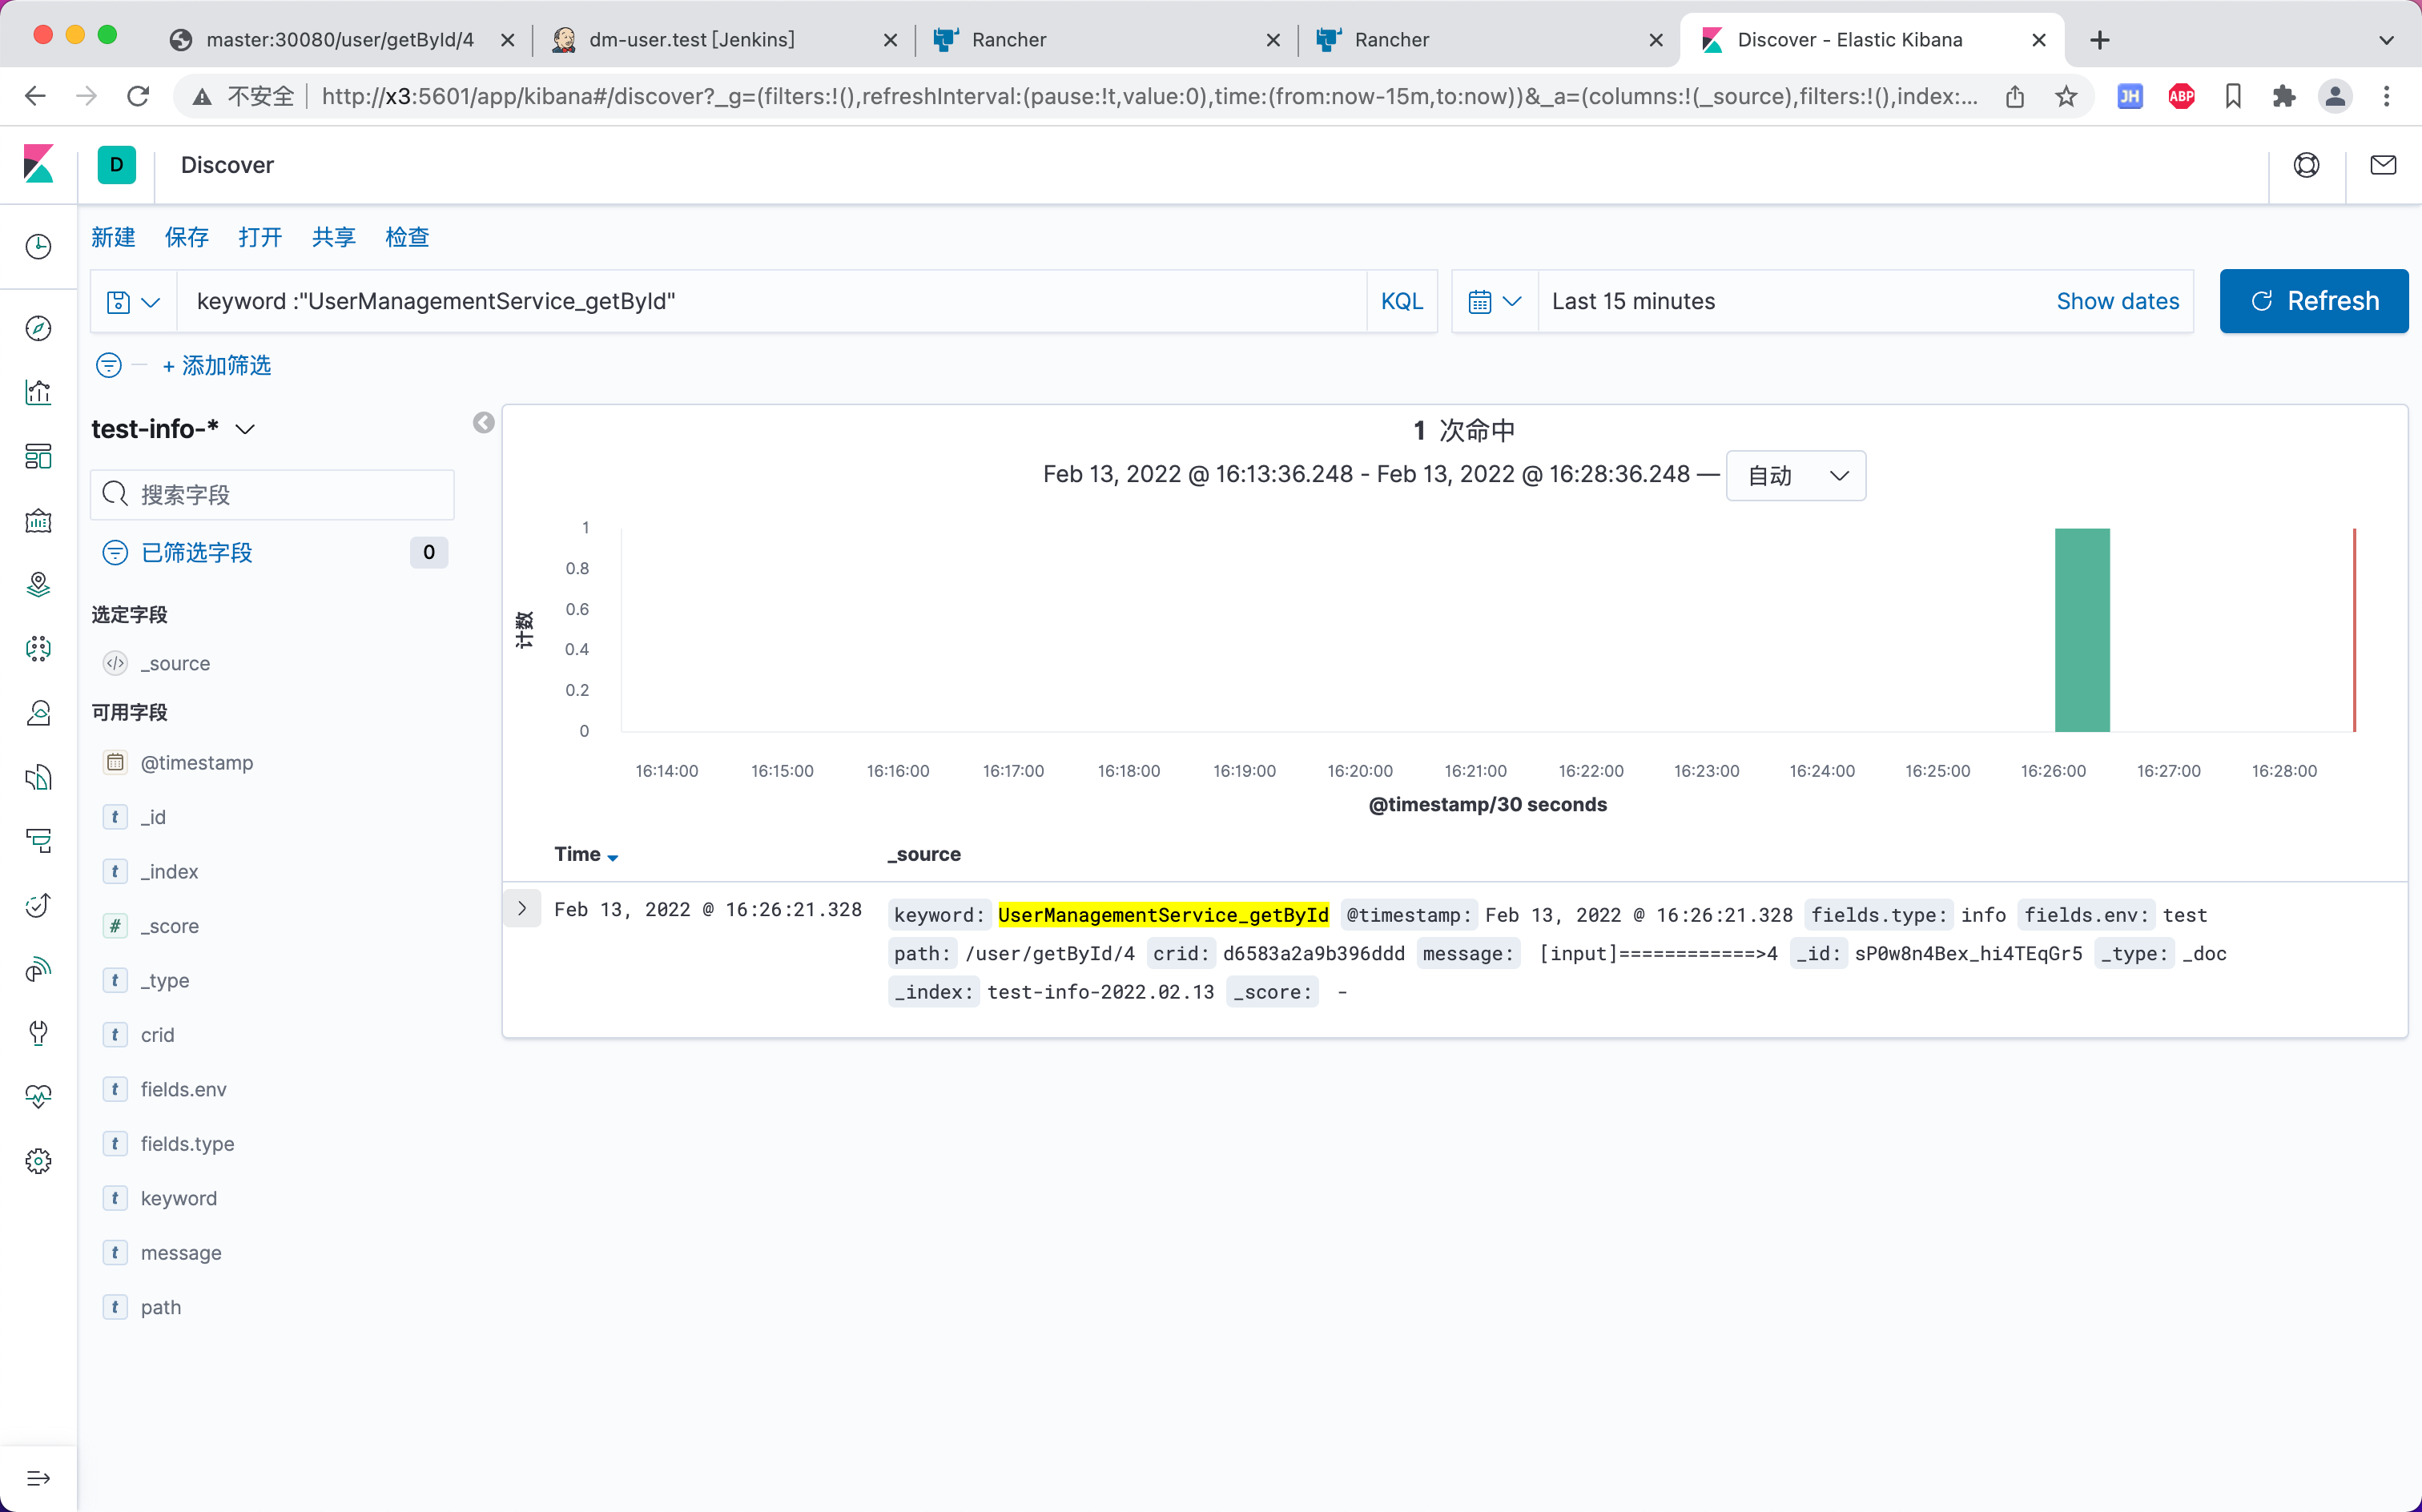 master:30080/user/getById/4
dm-user.test [Jenkins]
Rancher
Rancher
Discover - Elastic Kibana
不安全
http://x3:5601/app/kibana#/discover?_g=(filters:!(),refreshInterval:(pause:!t,value:0),time:(from:now-15m,to:now))&_a=(columns:!(_source),filters:!(),index:...
JH
ABP
D
Discover
新建 保存 打开 共享 检查
keyword :"UserManagementService_getById"
KQL
Last 15 minutes
Show dates
Refresh
+ 添加筛选
test-info-*
搜索字段
已筛选字段
0
选定字段
</> _source
可用字段
@timestamp
t _id
t _index
# _score
t _type
t crid
t fields.env
t fields.type
t keyword
t message
t path
1 次命中
Feb 13, 2022 @ 16:13:36.248 - Feb 13, 2022 @ 16:28:36.248 — 自动
计数
1
0.8
0.6
0.4
0.2
0
16:14:00 16:15:00 16:16:00 16:17:00 16:18:00 16:19:00 16:20:00 16:21:00 16:22:00 16:23:00 16:24:00 16:25:00 16:26:00 16:27:00 16:28:00
@timestamp/30 seconds
Time _source
Feb 13, 2022 @ 16:26:21.328
keyword: UserManagementService_getById @timestamp: Feb 13, 2022 @ 16:26:21.328 fields.type: info fields.env: test
path: /user/getById/4 crid: d6583a2a9b396ddd message: [input]============>4 _id: sP0w8n4Bex_hi4TEqGr5 _type: _doc
_index: test-info-2022.02.13 _score: -